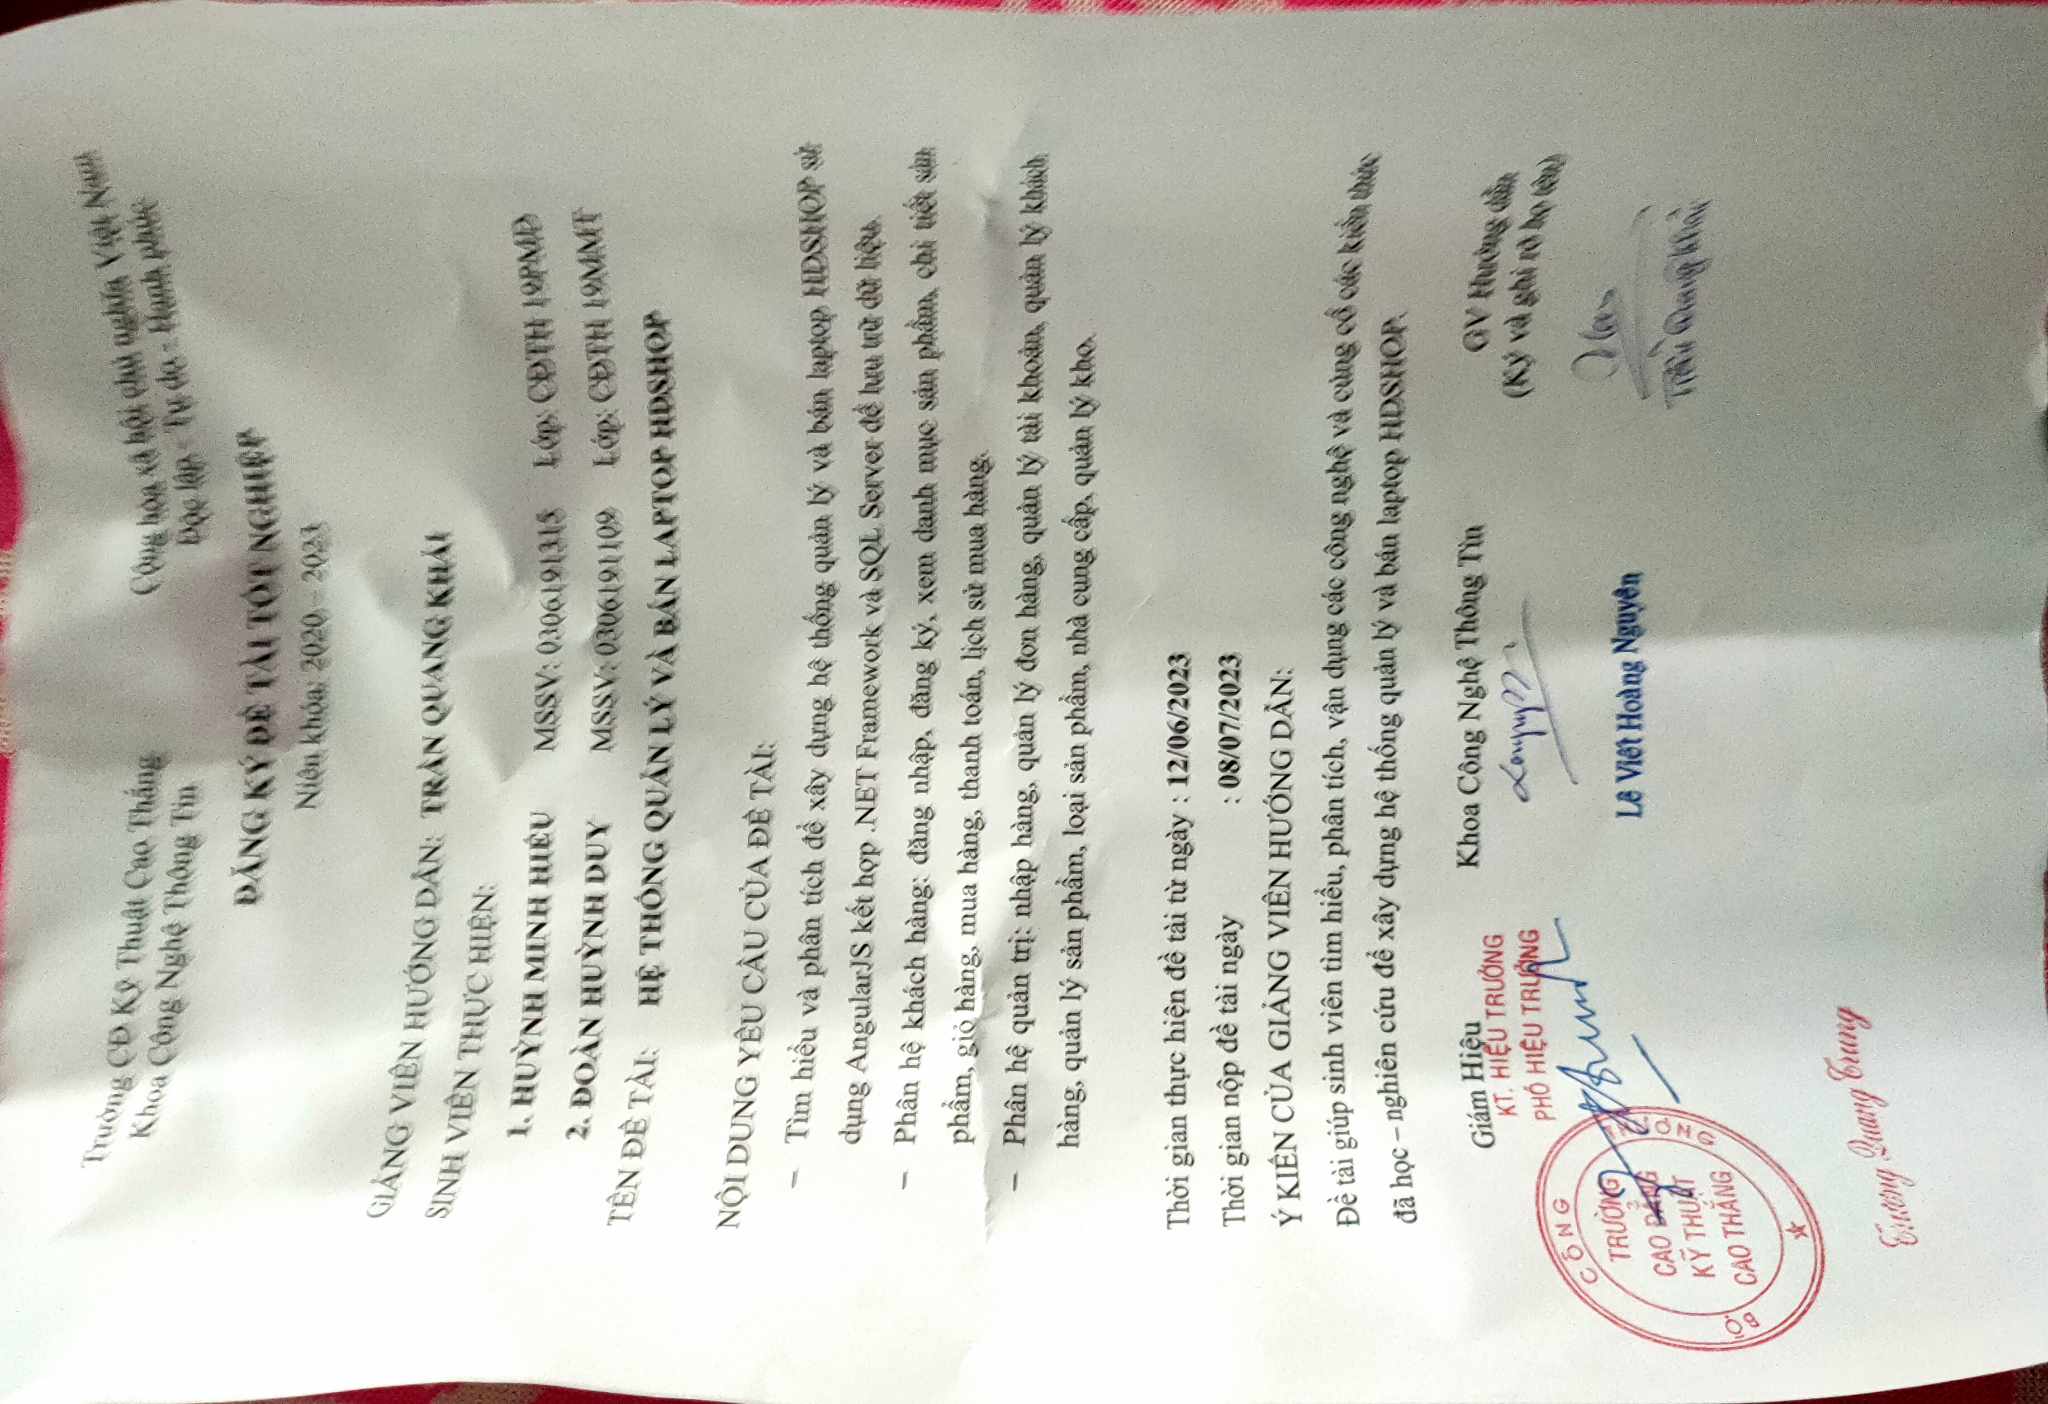 Trường CĐ Kỹ Thuật Cao Thắng
Khoa Công Nghệ Thông Tin
Cộng hòa xã hội chủ nghĩa Việt Nam
Độc lập - Tự do - Hạnh phúc
ĐĂNG KÝ ĐỀ TÀI TỐT NGHIỆP
Niên khóa: 2020 – 2023
GIẢNG VIÊN HƯỚNG DẪN: TRẦN QUANG KHẢI
SINH VIÊN THỰC HIỆN:
1. HUỲNH MINH HIẾU MSSV: 0306191315 Lớp: CĐTH 19PMD
2. ĐOÀN HUỲNH DUY MSSV: 0306191109 Lớp: CĐTH 19MMT
TÊN ĐỀ TÀI: HỆ THỐNG QUẢN LÝ VÀ BÁN LAPTOP HDSHOP
NỘI DUNG YÊU CẦU CỦA ĐỀ TÀI:
– Tìm hiểu và phân tích để xây dựng hệ thống quản lý và bán laptop HDSHOP sử
dụng AngularJS kết hợp .NET Framework và SQL Server để lưu trữ dữ liệu.
– Phân hệ khách hàng: đăng nhập, đăng ký, xem danh mục sản phẩm, chi tiết sản
phẩm, giỏ hàng, mua hàng, thanh toán, lịch sử mua hàng.
– Phân hệ quản trị: nhập hàng, quản lý đơn hàng, quản lý tài khoản, quản lý khách
hàng, quản lý sản phẩm, loại sản phẩm, nhà cung cấp, quản lý kho.
Thời gian thực hiện đề tài từ ngày : 12/06/2023
Thời gian nộp đề tài ngày : 08/07/2023
Ý KIẾN CỦA GIẢNG VIÊN HƯỚNG DẪN:
Đề tài giúp sinh viên tìm hiểu, phân tích, vận dụng các công nghệ và củng cố các kiến thức
đã học – nghiên cứu để xây dựng hệ thống quản lý và bán laptop HDSHOP.
Giám Hiệu
KT. HIỆU TRƯỞNG
PHÓ HIỆU TRƯỞNG
Khoa Công Nghệ Thông Tin
GV Hướng dẫn
(Ký và ghi rõ họ tên)
BỘ CÔNG THƯƠNG
TRƯỜNG
CAO ĐẲNG
KỸ THUẬT
CAO THẮNG
Lê Viết Hoàng Nguyên
Trần Quang Khải
Trương Quang Trung